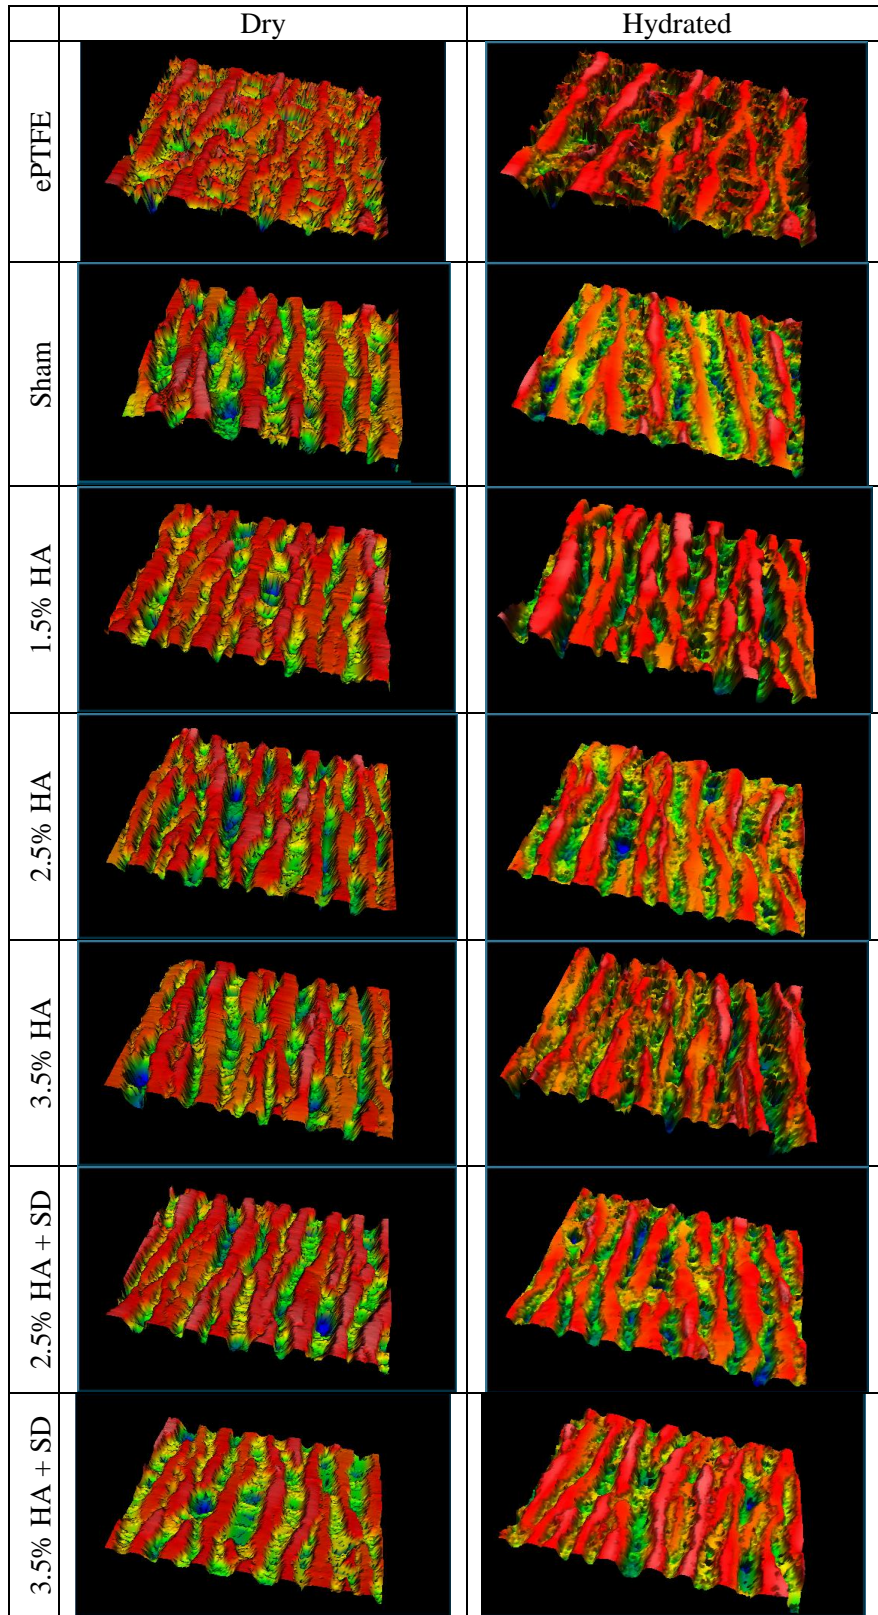 Dry
Hydrated
ePTFE
Sham
1.5% HA
2.5% HA
3.5% HA
2.5% HA + SD
3.5% HA + SD